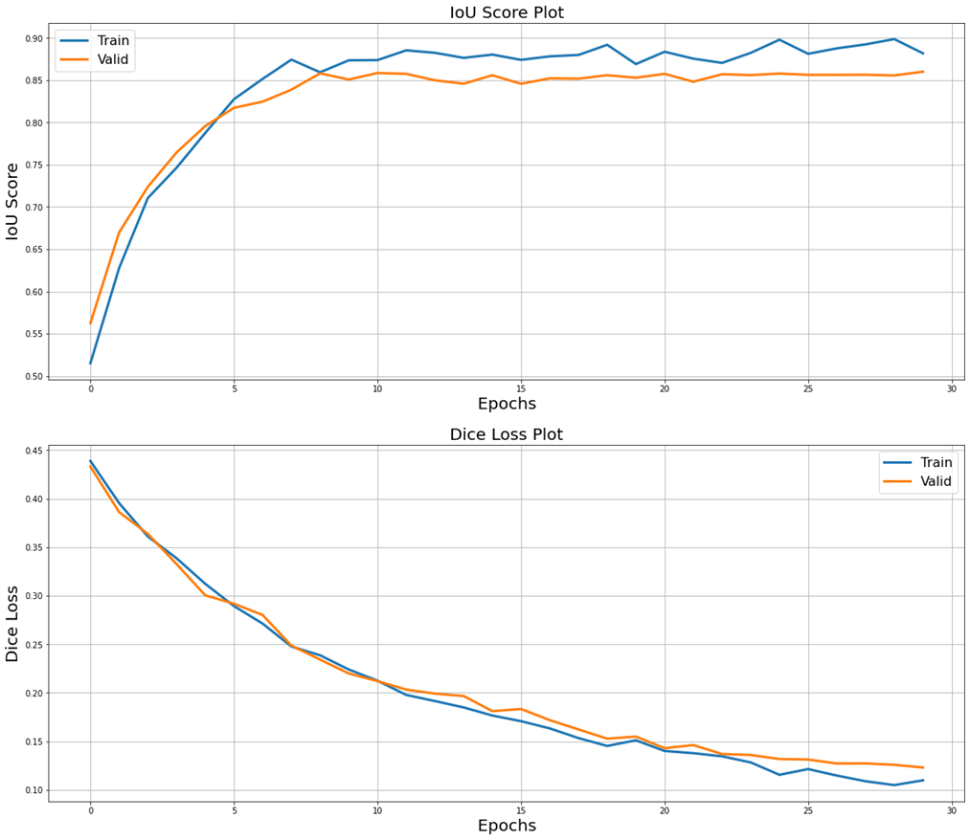 IoU Score Plot
Train
Valid
IoU Score
0.90
0.85
0.80
0.75
0.70
0.65
0.60
0.55
0.50
0 5 10 15 20 25 30
Epochs
Dice Loss Plot
Train
Valid
Dice Loss
0.45
0.40
0.35
0.30
0.25
0.20
0.15
0.10
0 5 10 15 20 25 30
Epochs